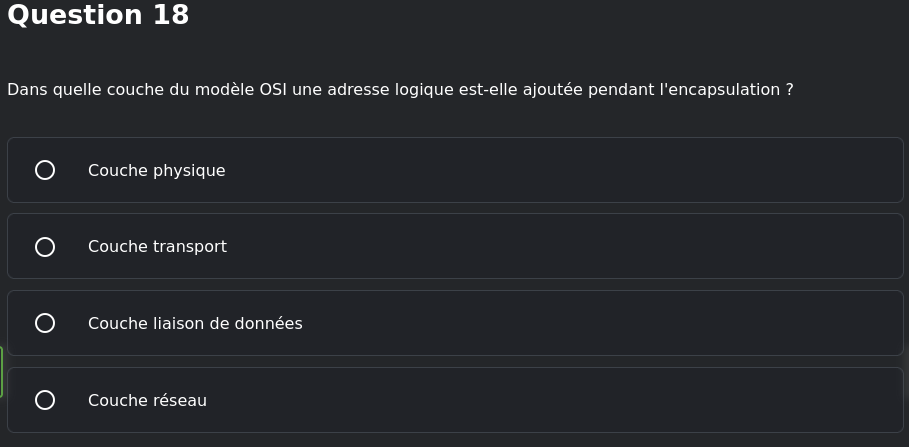 Question 18
Dans quelle couche du modèle OSI une adresse logique est-elle ajoutée pendant l'encapsulation ?
Couche physique
Couche transport
Couche liaison de données
Couche réseau